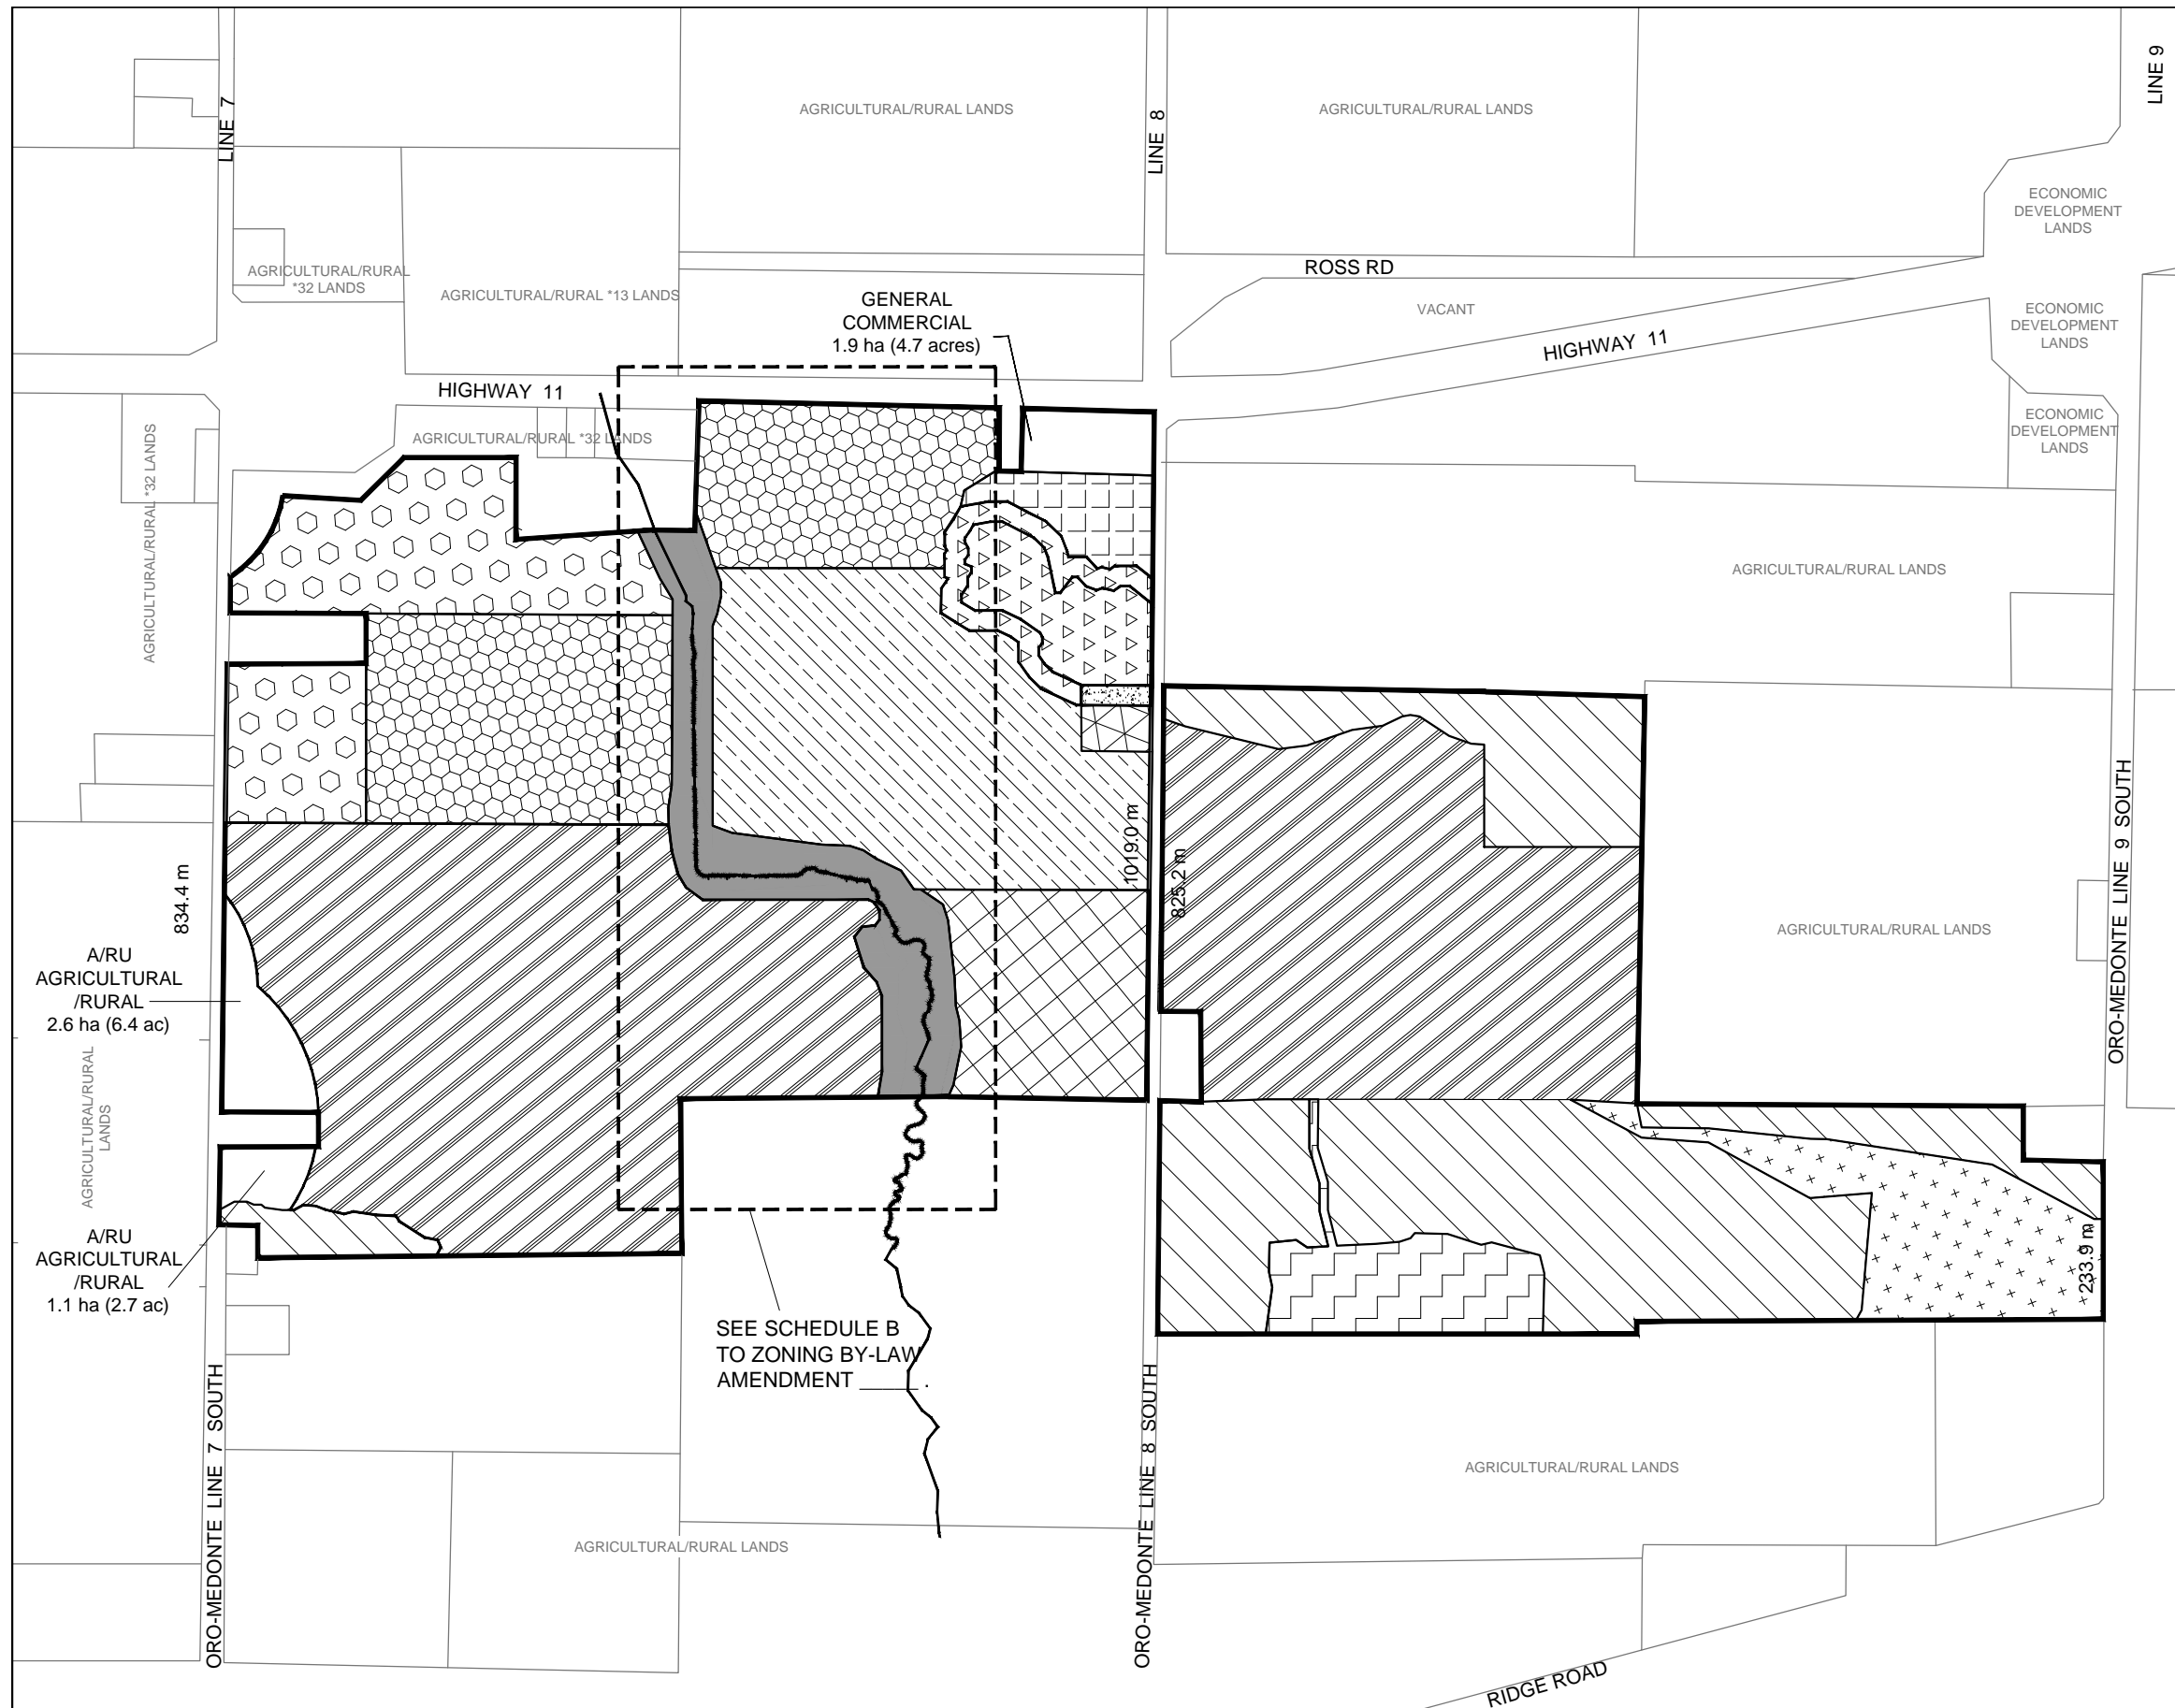 LINE 7
AGRICULTURAL/RURAL LANDS
LINE 8
AGRICULTURAL/RURAL LANDS
LINE 9
ECONOMIC
DEVELOPMENT
LANDS
AGRICULTURAL/RURAL
*32 LANDS
AGRICULTURAL/RURAL *13 LANDS
GENERAL
COMMERCIAL
1.9 ha (4.7 acres)
ROSS RD
VACANT
HIGHWAY 11
ECONOMIC
DEVELOPMENT
LANDS
HIGHWAY 11
AGRICULTURAL/RURAL *32 LANDS
AGRICULTURAL/RURAL *32 LANDS
ECONOMIC
DEVELOPMENT
LANDS
AGRICULTURAL/RURAL LANDS
834.4 m
1019.0 m
825.2 m
AGRICULTURAL/RURAL LANDS
ORO-MEDONTE LINE 9 SOUTH
A/RU
AGRICULTURAL
/RURAL
2.6 ha (6.4 ac)
AGRICULTURAL/RURAL
LANDS
A/RU
AGRICULTURAL
/RURAL
1.1 ha (2.7 ac)
233.9 m
SEE SCHEDULE B
TO ZONING BY-LAW
AMENDMENT _____ .
ORO-MEDONTE LINE 7 SOUTH
ORO-MEDONTE LINE 8 SOUTH
AGRICULTURAL/RURAL LANDS
AGRICULTURAL/RURAL LANDS
RIDGE ROAD